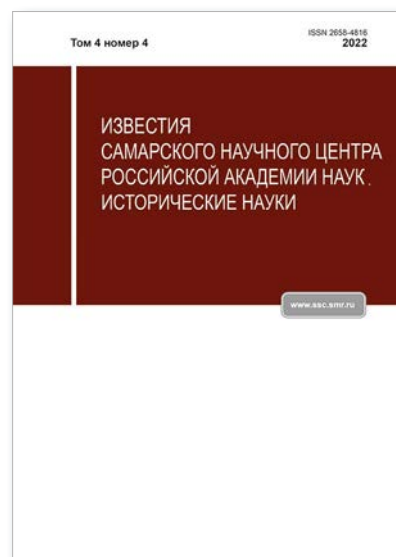 Том 4 номер 4
ISSN 2658-4816
2022
ИЗВЕСТИЯ
САМАРСКОГО НАУЧНОГО ЦЕНТРА
РОССИЙСКОЙ АКАДЕМИИ НАУК.
ИСТОРИЧЕСКИЕ НАУКИ
www.ssc.smr.ru